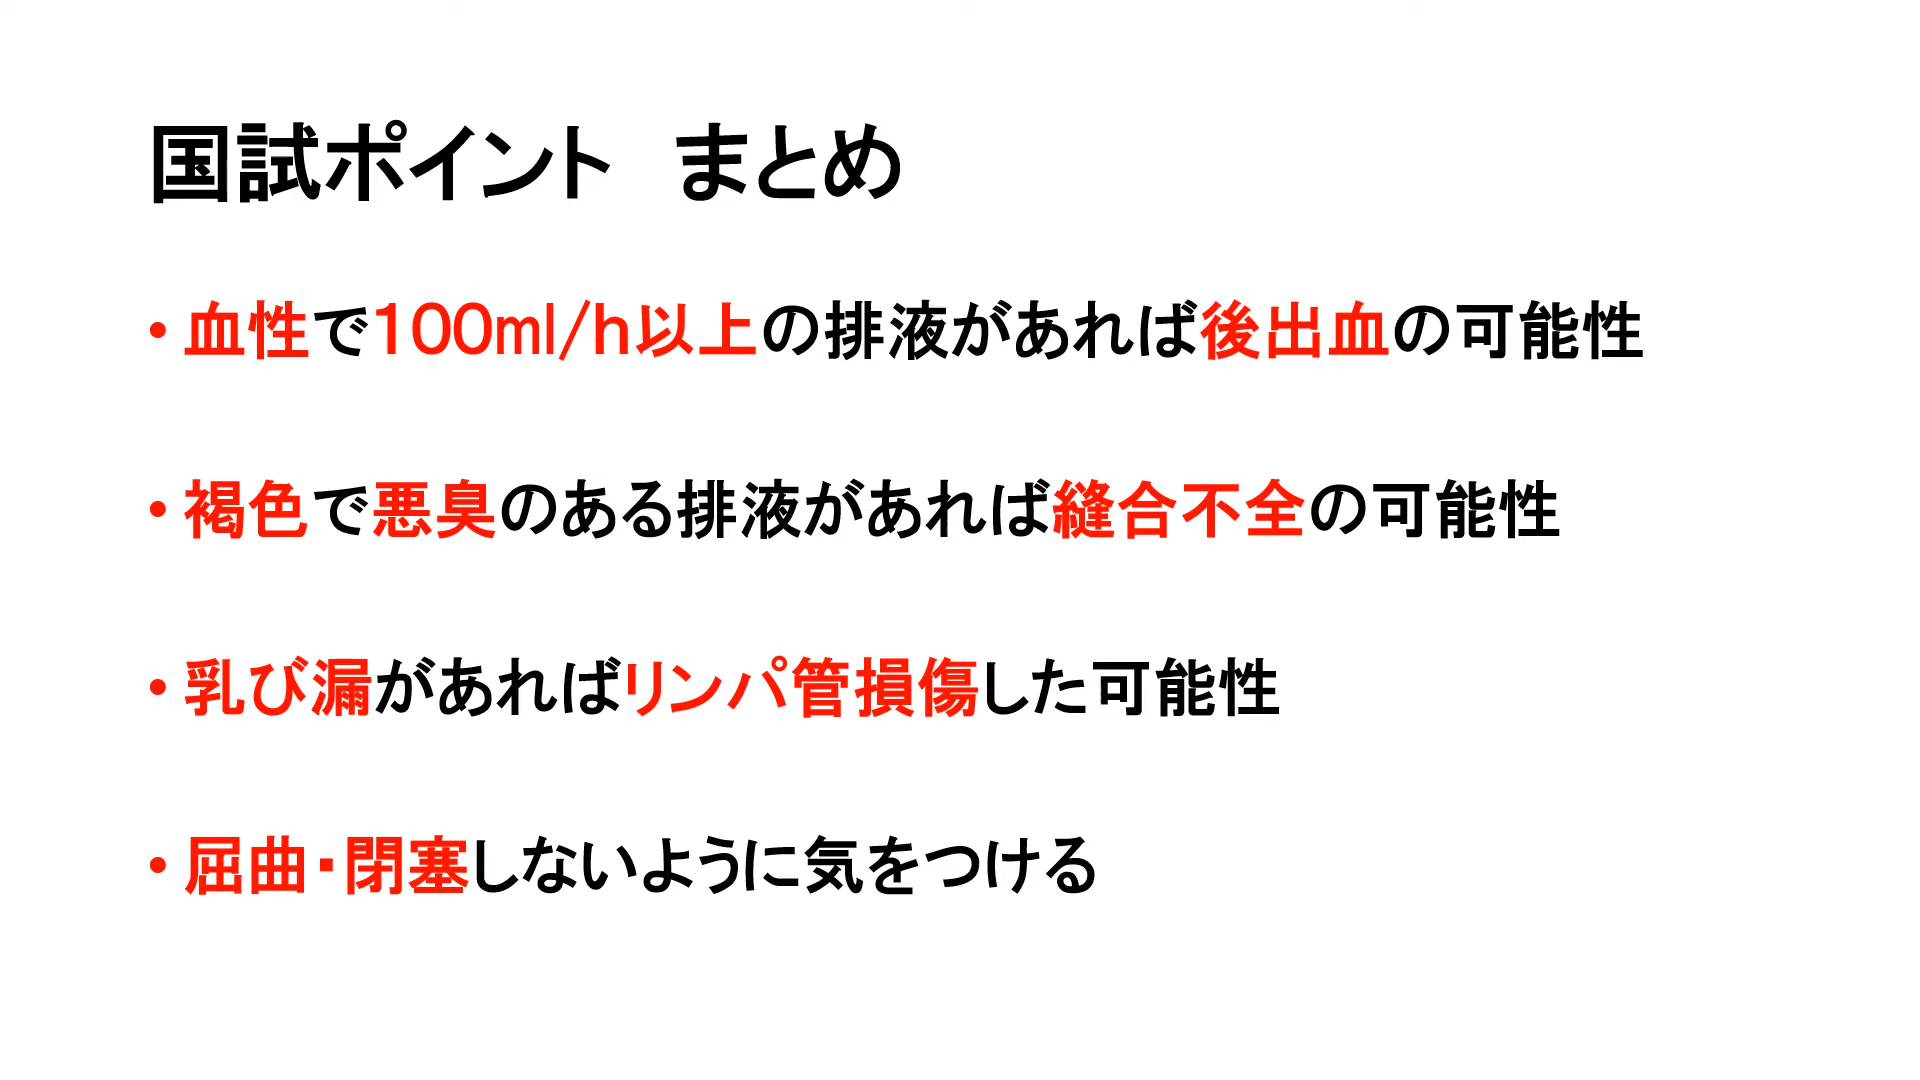 国試ポイント　まとめ
• 血性で100ml/h以上の排液があれば後出血の可能性
• 褐色で悪臭のある排液があれば縫合不全の可能性
• 乳び漏があればリンパ管損傷した可能性
• 屈曲・閉塞しないように気をつける